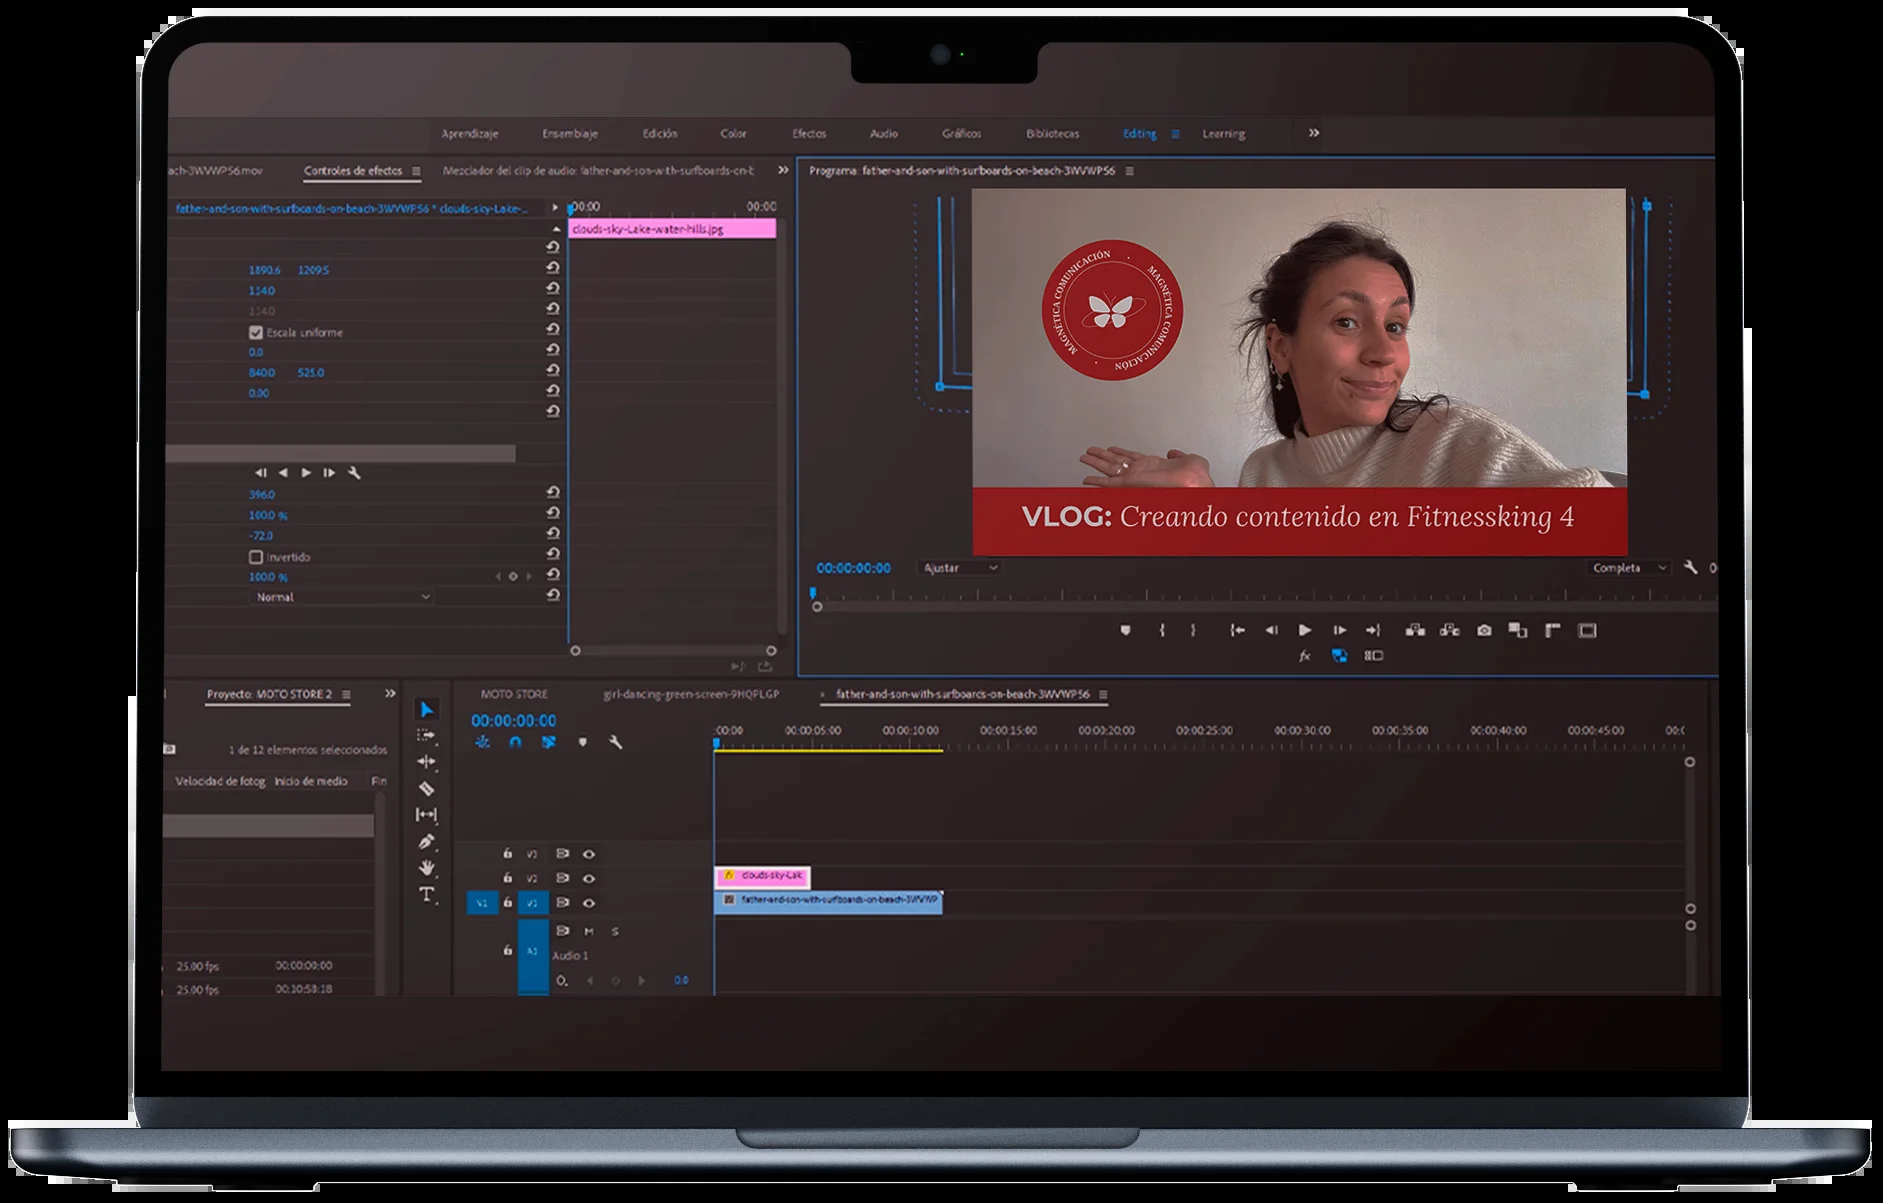 Aprendizaje Ensamblaje Edición Color Efectos Audio Gráficos Bibliotecas Editing Learning
ach-3WVWP56.mov Controles de efectos Mezclador del clip de audio: father-and-son-with-surfboards-on-b
Programa: father-and-son-with-surfboards-on-beach-3WVWP56
father-and-son-with-surfboards-on-beach-3WVWP56 * clouds-sky-Lake-...
00:00 00:00
clouds-sky-Lake-water-hills.jpg
1890.6 1209.5
114.0
114.0
Escala uniforme
0.0
840.0 525.0
0.00
396.0
100.0 %
-72.0
Invertido
100.0 %
Normal
MAGNÉTICA COMUNICACIÓN · MAGNÉTICA COMUNICACIÓN ·
VLOG: Creando contenido en Fitnessking 4
00:00:00:00 Ajustar Completa
fx
Proyecto: MOTO STORE 2
1 de 12 elementos seleccionados
Velocidad de fotog Inicio de medio Fin
25.00 fps 00:00:00:00
25.00 fps 00:10:58:18
MOTO STORE girl-dancing-green-screen-9HQFLGP father-and-son-with-surfboards-on-beach-3WVWP56
00:00:00:00
:00:00 00:00:05:00 00:00:10:00 00:00:15:00 00:00:20:00 00:00:25:00 00:00:30:00 00:00:35:00 00:00:40:00 00:00:45:00 00:0
V3
V2 clouds-sky-Lak
V1 V1 father-and-son-with-surfboards-on-beach-3WVWP
M S
A1 Audio 1
0.0